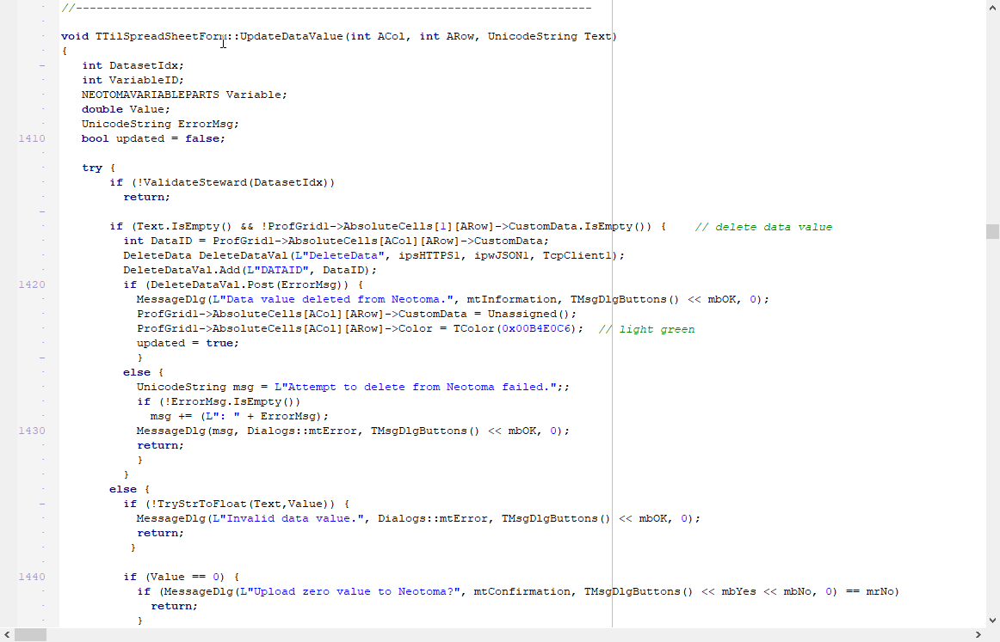 //---------------------------------------------------------------------------
void TTilSpreadSheetForm::UpdateDataValue(int ACol, int ARow, UnicodeString Text)
{
int DatasetIdx;
int VariableID;
NEOTOMAVARIABLEPARTS Variable;
double Value;
UnicodeString ErrorMsg;
1410 bool updated = false;
try {
if (!ValidateSteward(DatasetIdx))
return;
if (Text.IsEmpty() && !ProfGrid1->AbsoluteCells[1][ARow]->CustomData.IsEmpty()) { // delete data value
int DataID = ProfGrid1->AbsoluteCells[ACol][ARow]->CustomData;
DeleteData DeleteDataVal(L"DeleteData", ipsHTTPS1, ipwJSON1, TcpClient1);
DeleteDataVal.Add(L"DATAID", DataID);
1420 if (DeleteDataVal.Post(ErrorMsg)) {
MessageDlg(L"Data value deleted from Neotoma.", mtInformation, TMsgDlgButtons() << mbOK, 0);
ProfGrid1->AbsoluteCells[ACol][ARow]->CustomData = Unassigned();
ProfGrid1->AbsoluteCells[ACol][ARow]->Color = TColor(0x00B4E0C6); // light green
updated = true;
}
else {
UnicodeString msg = L"Attempt to delete from Neotoma failed.";;
if (!ErrorMsg.IsEmpty())
msg += (L": " + ErrorMsg);
1430 MessageDlg(msg, Dialogs::mtError, TMsgDlgButtons() << mbOK, 0);
return;
}
}
else {
if (!TryStrToFloat(Text,Value)) {
MessageDlg(L"Invalid data value.", Dialogs::mtError, TMsgDlgButtons() << mbOK, 0);
return;
}
1440 if (Value == 0) {
if (MessageDlg(L"Upload zero value to Neotoma?", mtConfirmation, TMsgDlgButtons() << mbYes << mbNo, 0) == mrNo)
return;
}